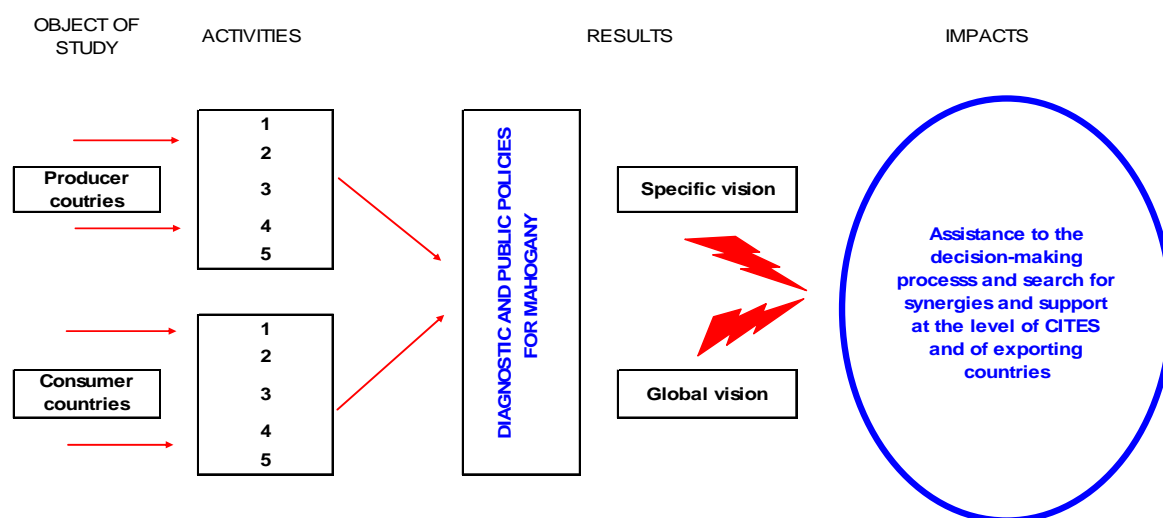 OBJECT OF
STUDY
ACTIVITIES
RESULTS
IMPACTS
Producer
coutries
1
2
3
4
5
Consumer
countries
1
2
3
4
5
DIAGNOSTIC AND PUBLIC POLICIES
FOR MAHOGANY
Specific vision
Global vision
Assistance to the
decision-making
processs and search for
synergies and support
at the level of CITES
and of exporting
countries